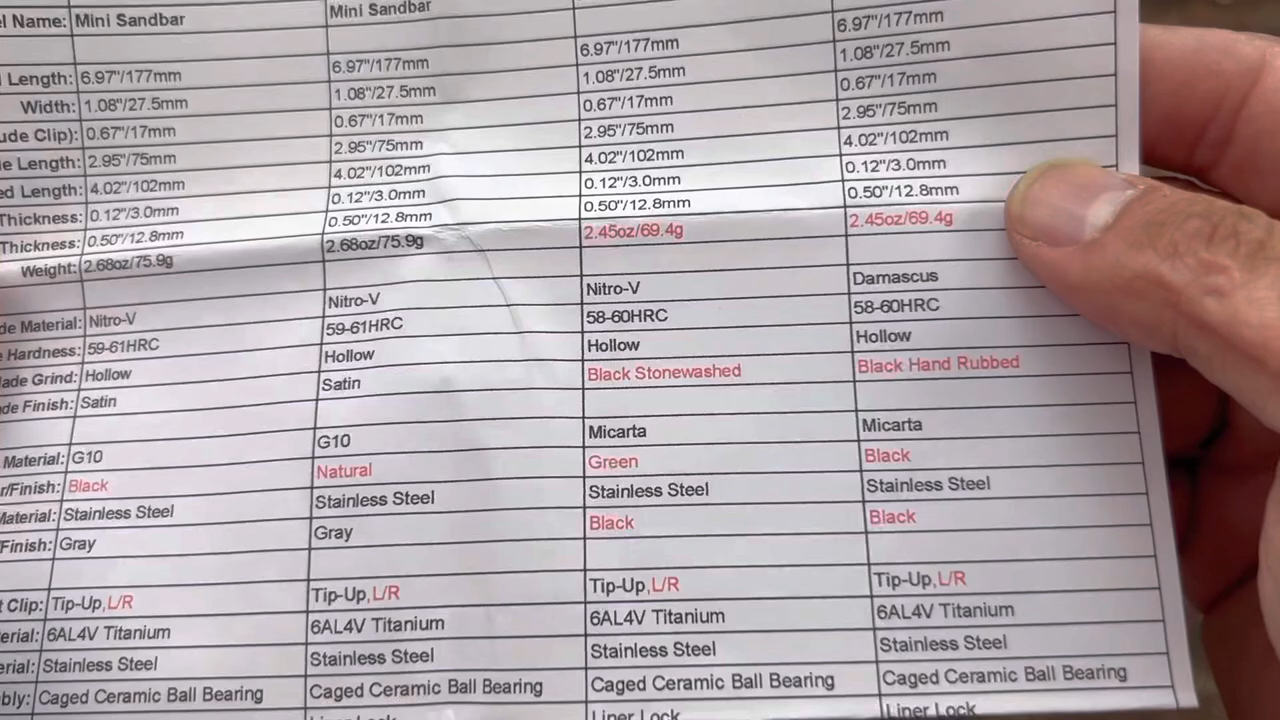 el Name: Mini Sandbar Mini Sandbar
Length: 6.97"/177mm 6.97"/177mm 6.97"/177mm 6.97"/177mm
Width: 1.08"/27.5mm 1.08"/27.5mm 1.08"/27.5mm 1.08"/27.5mm
ude Clip): 0.67"/17mm 0.67"/17mm 0.67"/17mm 0.67"/17mm
e Length: 2.95"/75mm 2.95"/75mm 2.95"/75mm 2.95"/75mm
ed Length: 4.02"/102mm 4.02"/102mm 4.02"/102mm 4.02"/102mm
Thickness: 0.12"/3.0mm 0.12"/3.0mm 0.12"/3.0mm 0.12"/3.0mm
Thickness: 0.50"/12.8mm 0.50"/12.8mm 0.50"/12.8mm 0.50"/12.8mm
Weight: 2.68oz/75.9g 2.68oz/75.9g 2.45oz/69.4g 2.45oz/69.4g
de Material: Nitro-V Nitro-V Nitro-V Damascus
e Hardness: 59-61HRC 59-61HRC 58-60HRC 58-60HRC
lade Grind: Hollow Hollow Hollow Hollow
de Finish: Satin Satin Black Stonewashed Black Hand Rubbed
Material: G10 G10 Micarta Micarta
r/Finish: Black Natural Green Black
Material: Stainless Steel Stainless Steel Stainless Steel Stainless Steel
Finish: Gray Gray Black Black
t Clip: Tip-Up,L/R Tip-Up,L/R Tip-Up,L/R Tip-Up,L/R
erial: 6AL4V Titanium 6AL4V Titanium 6AL4V Titanium 6AL4V Titanium
erial: Stainless Steel Stainless Steel Stainless Steel Stainless Steel
bly: Caged Ceramic Ball Bearing Caged Ceramic Ball Bearing Caged Ceramic Ball Bearing Caged Ceramic Ball Bearing
Liner Lock Liner Lock Liner Lock